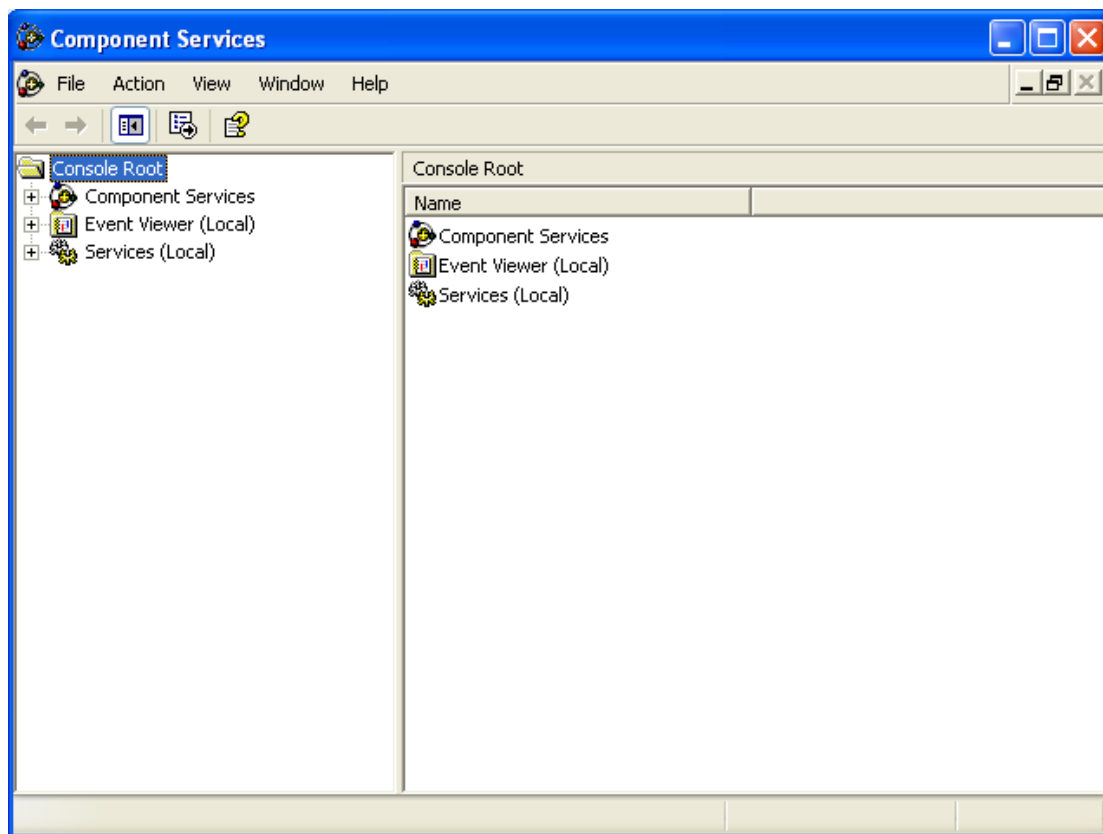 Component Services
File Action View Window Help
Console Root
Component Services
Event Viewer (Local)
Services (Local)
Console Root
Name
Component Services
Event Viewer (Local)
Services (Local)